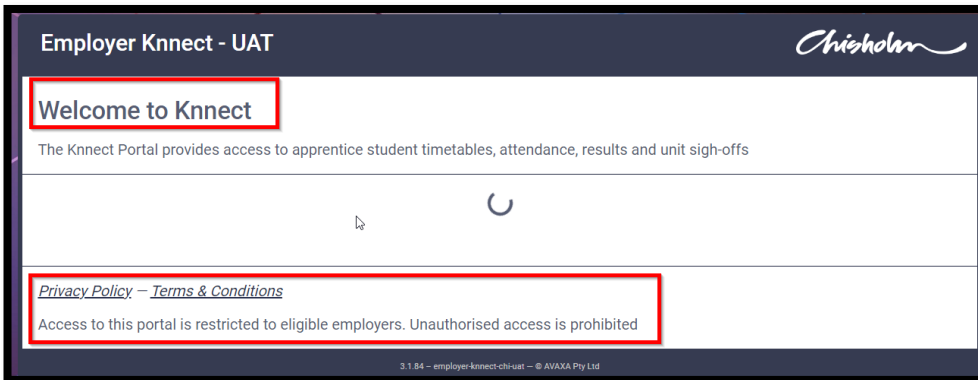 Employer Knnect - UAT
Chisholm
Welcome to Knnect
The Knnect Portal provides access to apprentice student timetables, attendance, results and unit sigh-offs
Privacy Policy — Terms & Conditions
Access to this portal is restricted to eligible employers. Unauthorised access is prohibited
3.1.84 – employer-knnect-chi-uat — © AVAXA Pty Ltd